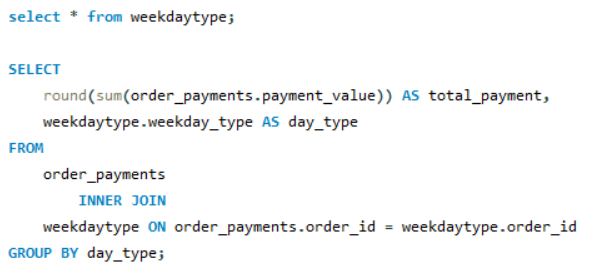 select * from weekdaytype;
SELECT
round(sum(order_payments.payment_value)) AS total_payment,
weekdaytype.weekday_type AS day_type
FROM
order_payments
INNER JOIN
weekdaytype ON order_payments.order_id = weekdaytype.order_id
GROUP BY day_type;